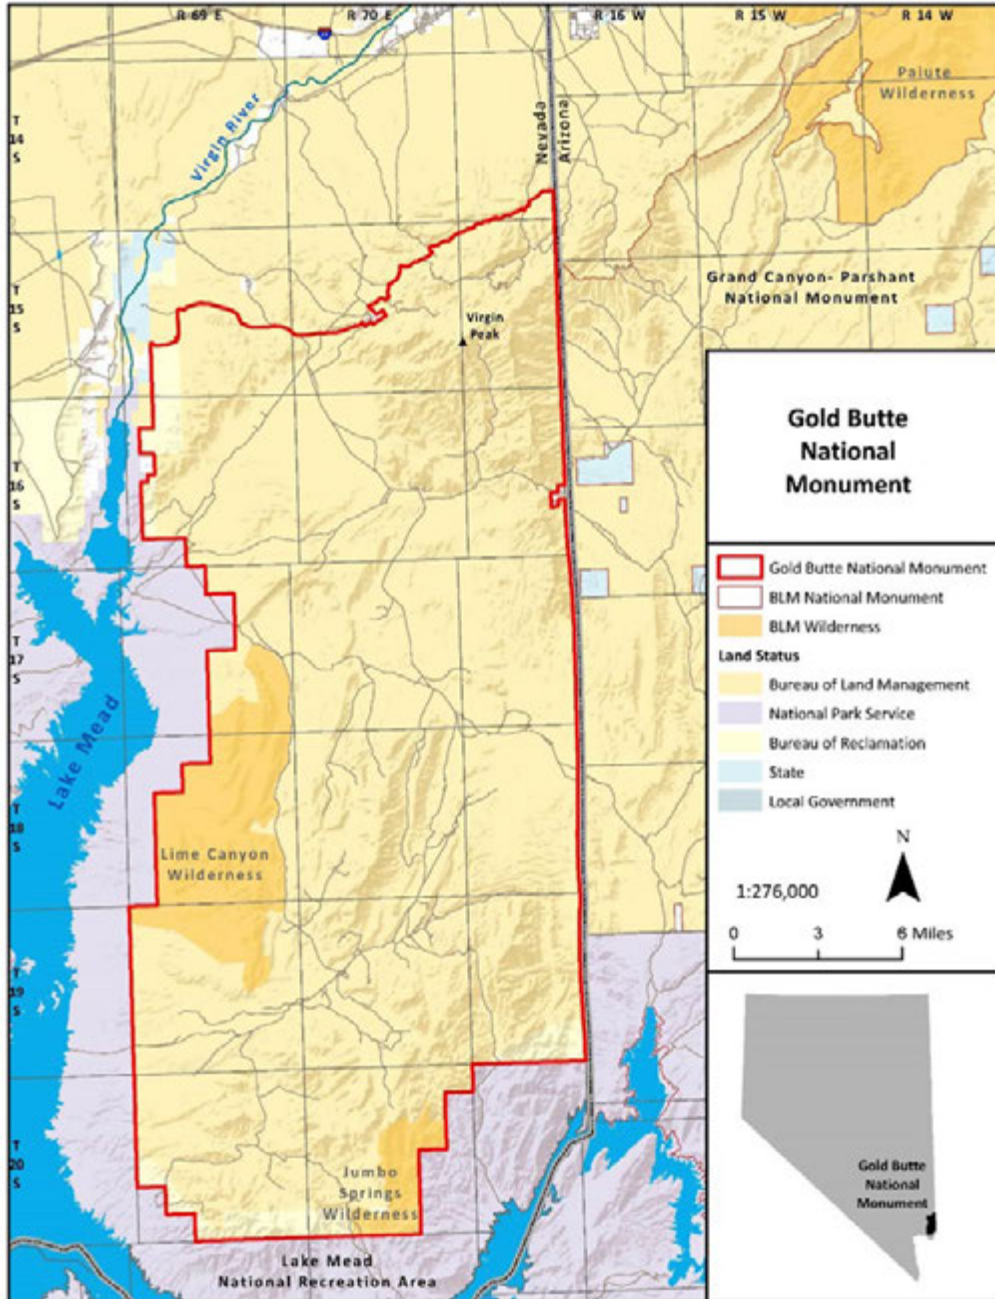 R 69 E
R 70 E
R 16 W
R 15 W
R 14 W
Paiute
Wilderness
Virgin River
Nevada
Arizona
T
14
S
Grand Canyon- Parshant
National Monument
T
15
S
Virgin
Peak
Gold Butte
National
Monument
T
16
S
Gold Butte National Monument
BLM National Monument
BLM Wilderness
Land Status
Bureau of Land Management
National Park Service
Bureau of Reclamation
State
Local Government
T
17
S
Lake Mead
T
18
S
Lime Canyon
Wilderness
N
1:276,000
0 3 6 Miles
T
19
S
T
20
S
Jumbo
Springs
Wilderness
Lake Mead
National Recreation Area
Gold Butte
National
Monument